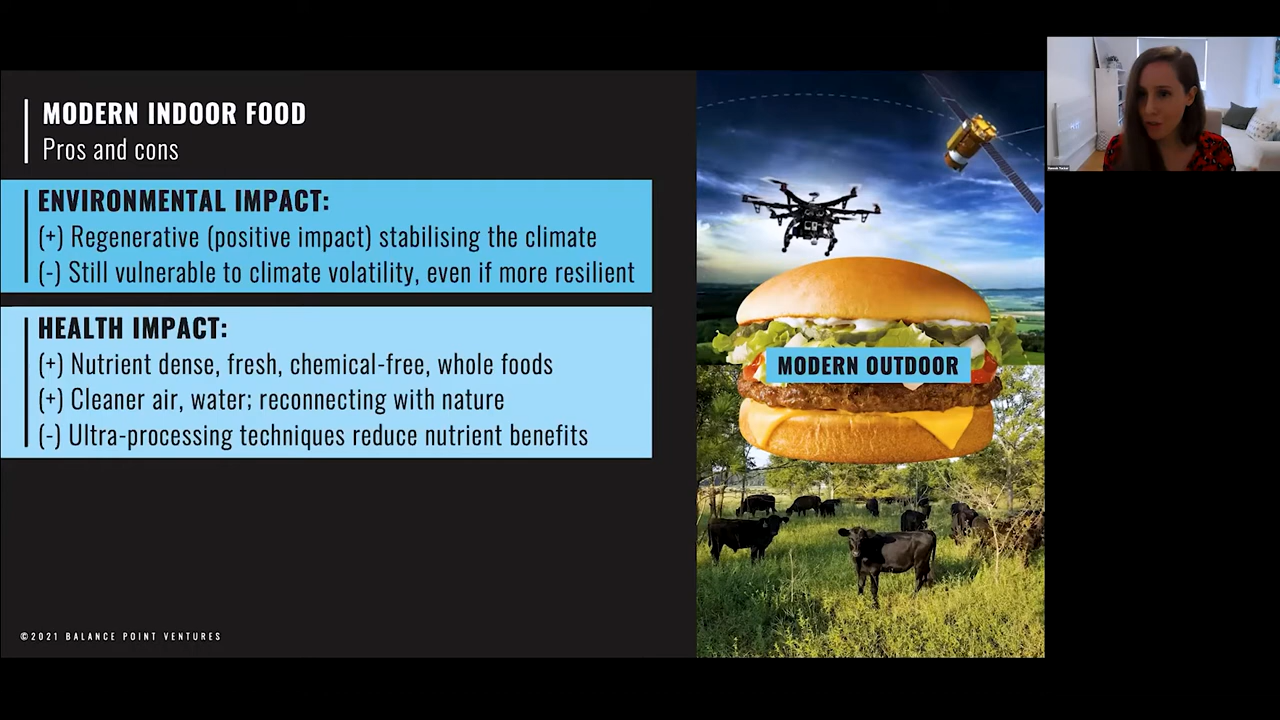 MODERN INDOOR FOOD
Pros and cons
ENVIRONMENTAL IMPACT:
(+) Regenerative (positive impact) stabilising the climate
(-) Still vulnerable to climate volatility, even if more resilient
HEALTH IMPACT:
(+) Nutrient dense, fresh, chemical-free, whole foods
(+) Cleaner air, water; reconnecting with nature
(-) Ultra-processing techniques reduce nutrient benefits
MODERN OUTDOOR
©2021 BALANCE POINT VENTURES